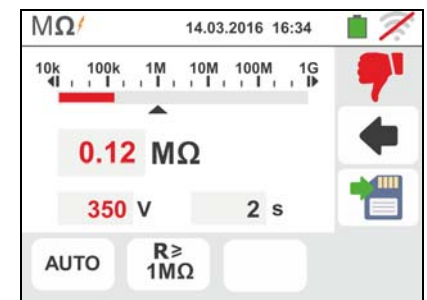 MΩ 14.03.2016 16:34
10k 100k 1M 10M 100M 1G
0.12 MΩ
350 V 2 s
AUTO R≥
1MΩ